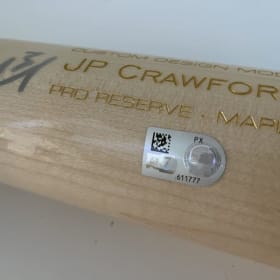 CUSTOM DESIGN MO
JP CRAWFOR
PRO RESERVE · MAPL
PX
611777